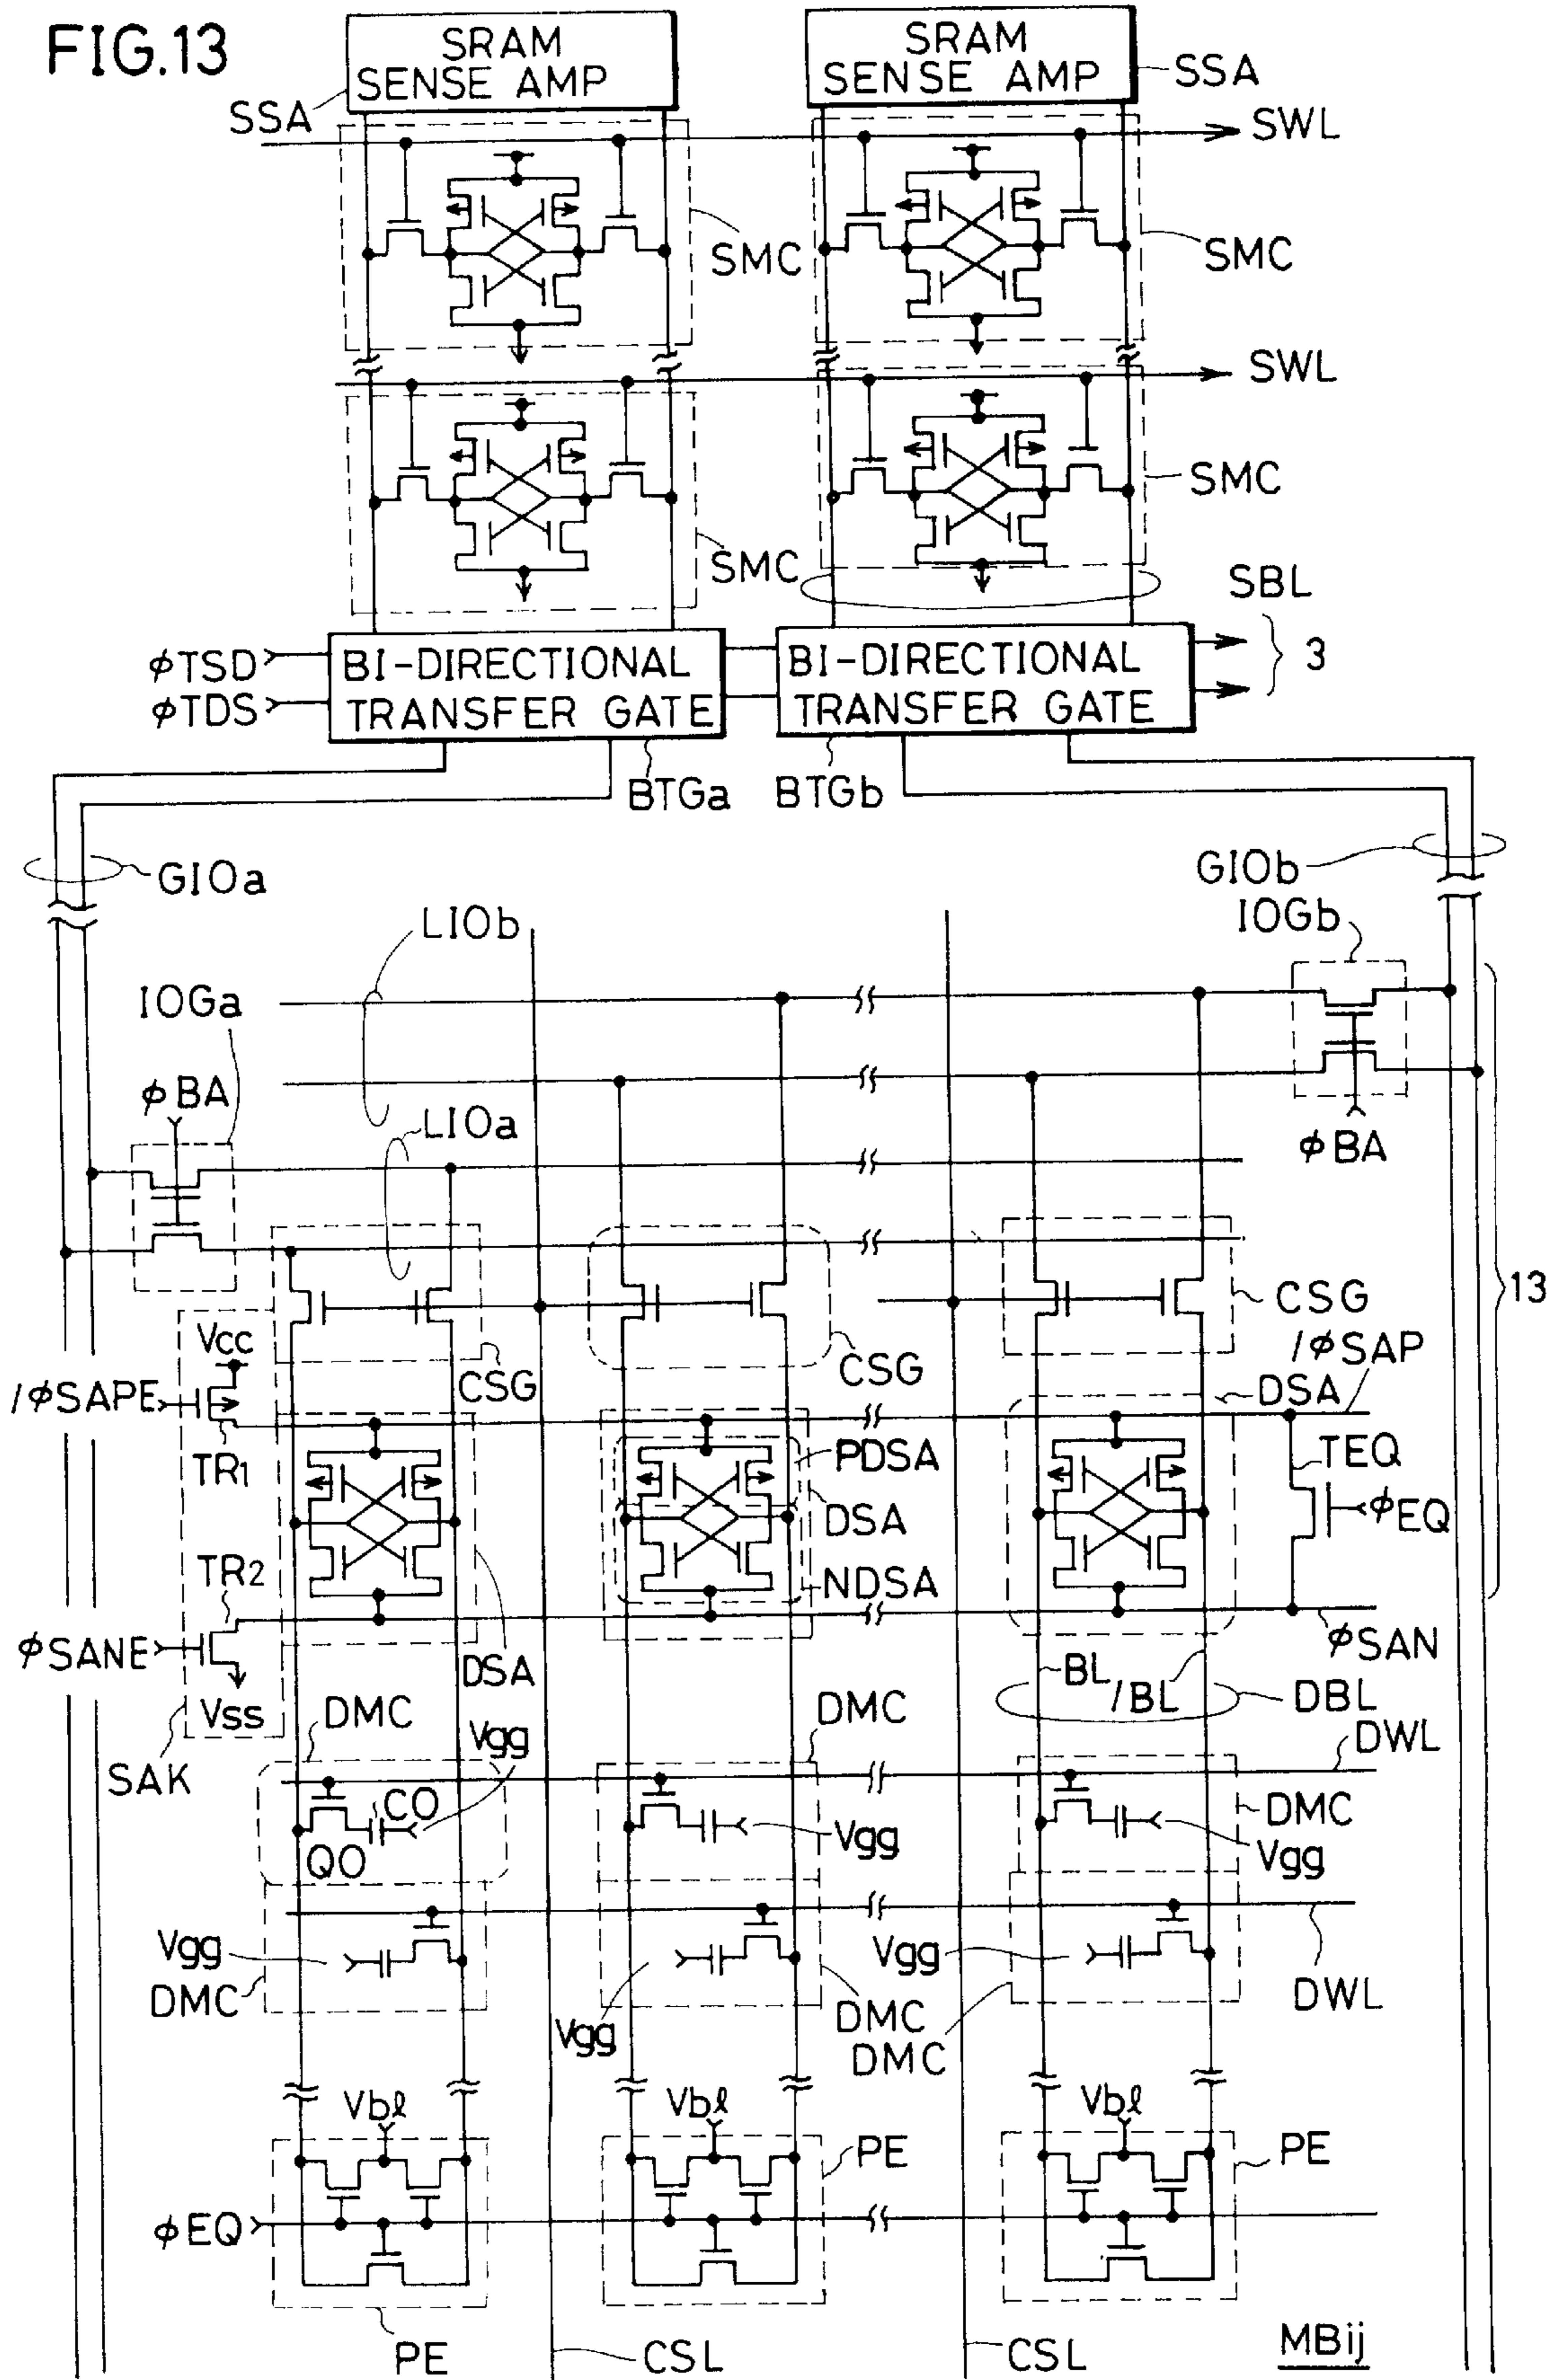 FIG.13
SRAM
SENSE AMP
SRAM
SENSE AMP
SSA
SSA
SWL
SMC
SMC
SWL
SMC
SMC
SBL
φTSD
φTDS
BI-DIRECTIONAL
TRANSFER GATE
BI-DIRECTIONAL
TRANSFER GATE
3
BTGa
BTGb
GIOa
GIOb
LIOb
IOGb
IOGa
φBA
LIOa
φBA
13
CSG
CSG
CSG
Vcc
/φSAPE
TR1
/φSAP
DSA
PDSA
TEQ
DSA
φEQ
NDSA
TR2
φSANE
Vss
DSA
φSAN
BL
/BL
DBL
SAK
DMC
Vgg
DMC
DWL
CO
QO
Vgg
DMC
Vgg
Vgg
DMC
Vgg
DMC
Vgg
DMC
DWL
Vbl
Vbl
Vbl
PE
PE
φEQ
PE
CSL
CSL
MBij